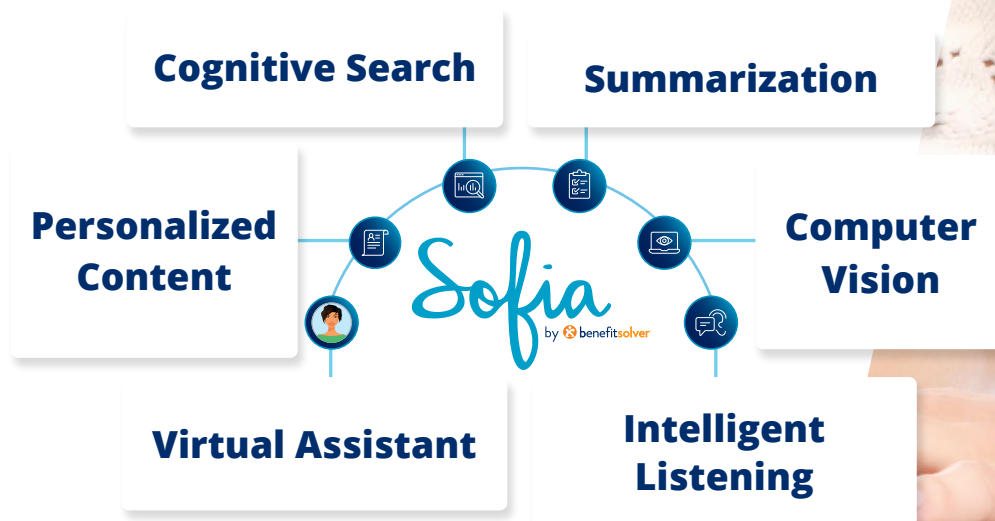 Cognitive Search
Summarization
Personalized
Content
Computer
Vision
Sofia
by benefitsolver
Virtual Assistant
Intelligent
Listening